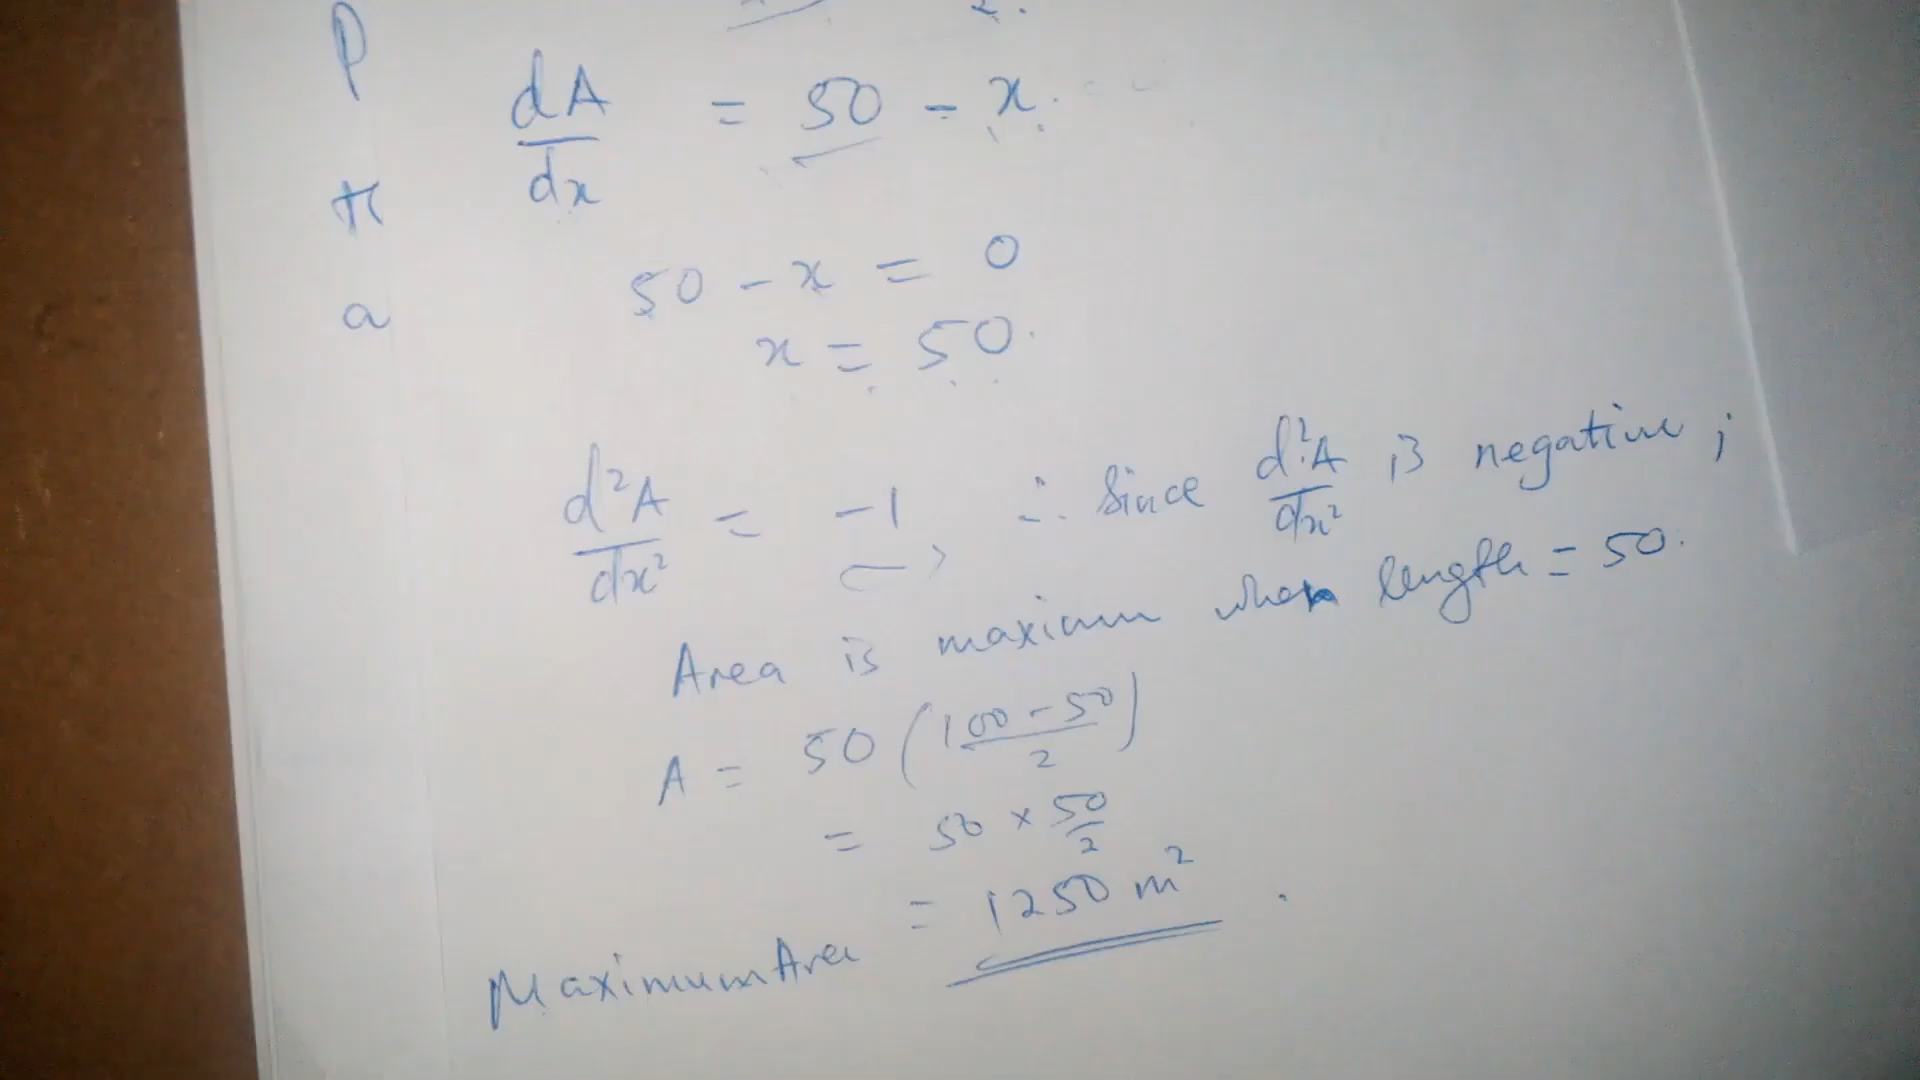 P
dA/dx = 50 - x.
π
50 - x = 0
a
x = 50.
d²A/dx² = -1 ∴ Since d²A/dx² is negative;
Area is maximum when length = 50.
A = 50 ((100 - 50)/2)
= 50 × 50/2
= 1250 m²
Maximum Area